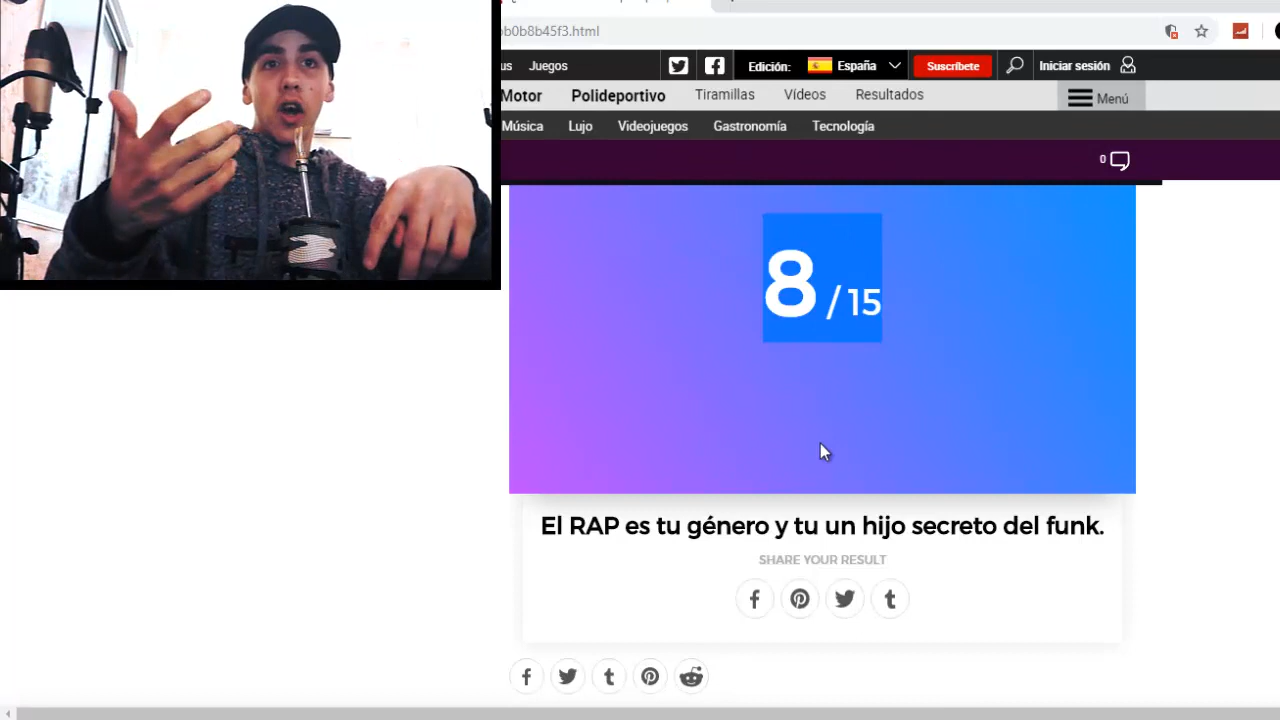 b0b8b45f3.html
us Juegos Edición: España Suscríbete Iniciar sesión
Motor Polideportivo Tiramillas Vídeos Resultados Menú
Música Lujo Videojuegos Gastronomía Tecnología
0
8 / 15
El RAP es tu género y tu un hijo secreto del funk.
SHARE YOUR RESULT